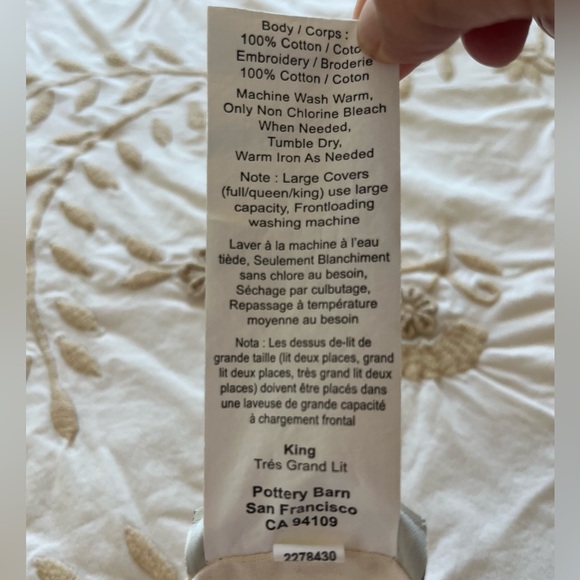 Body / Corps :
100% Cotton / Coto
Embroidery / Broderie
100% Cotton / Coton
Machine Wash Warm,
Only Non Chlorine Bleach
When Needed,
Tumble Dry,
Warm Iron As Needed
Note : Large Covers
(full/queen/king) use large
capacity, Frontloading
washing machine
Laver à la machine à l'eau
tiède, Seulement Blanchiment
sans chlore au besoin,
Séchage par culbutage,
Repassage à température
moyenne au besoin
Nota : Les dessus de-lit de
grande taille (lit deux places, grand
lit deux places, très grand lit deux
places) doivent être placés dans
une laveuse de grande capacité
à chargement frontal
King
Trés Grand Lit
Pottery Barn
San Francisco
CA 94109
2278430